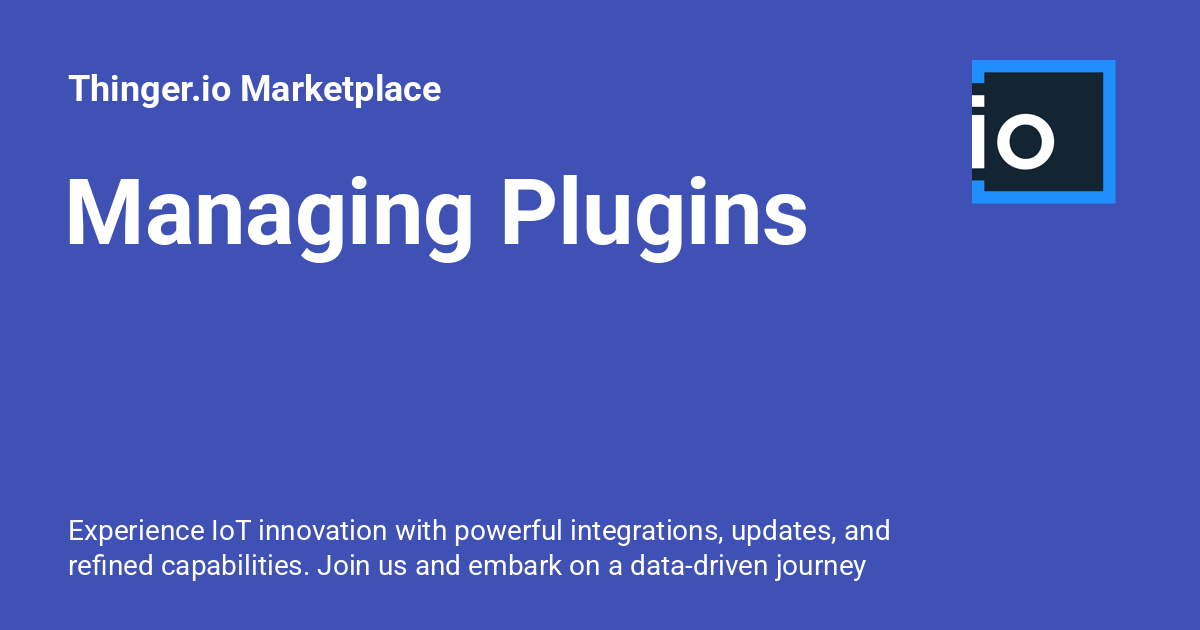 Thinger.io Marketplace
io
Managing Plugins
Experience IoT innovation with powerful integrations, updates, and
refined capabilities. Join us and embark on a data-driven journey